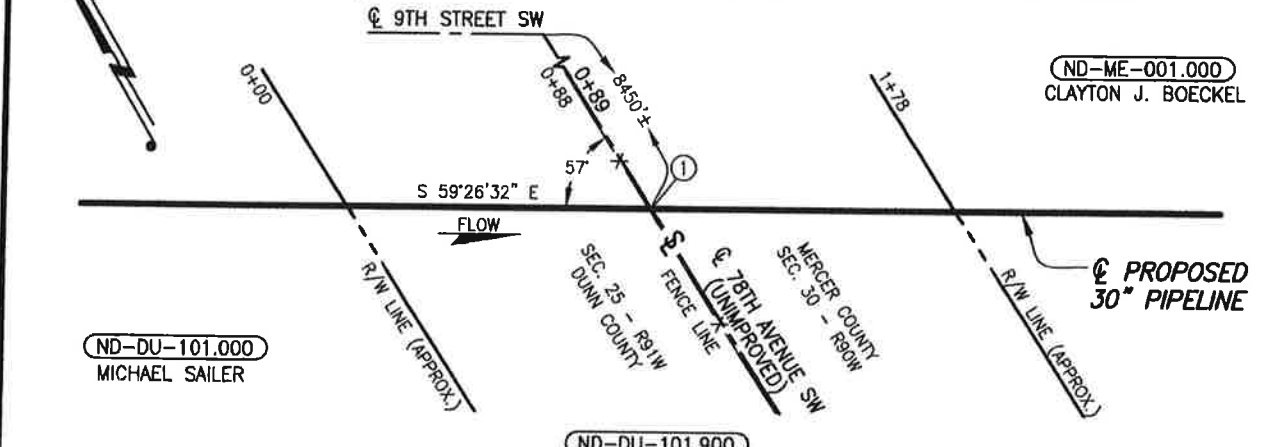 ℄ 9TH STREET SW
0+00
0+88
0+89
8450'±
1+78
ND-ME-001.000
CLAYTON J. BOECKEL
57°
1
S 59°26'32" E
FLOW
R/W LINE (APPROX.)
SEC. 25 - R91W
DUNN COUNTY
FENCE LINE
℄ 78TH AVENUE SW
(UNIMPROVED)
MERCER COUNTY
SEC. 30 - R90W
R/W LINE (APPROX.)
℄ PROPOSED
30" PIPELINE
ND-DU-101.000
MICHAEL SAILER
ND-DU-101.900